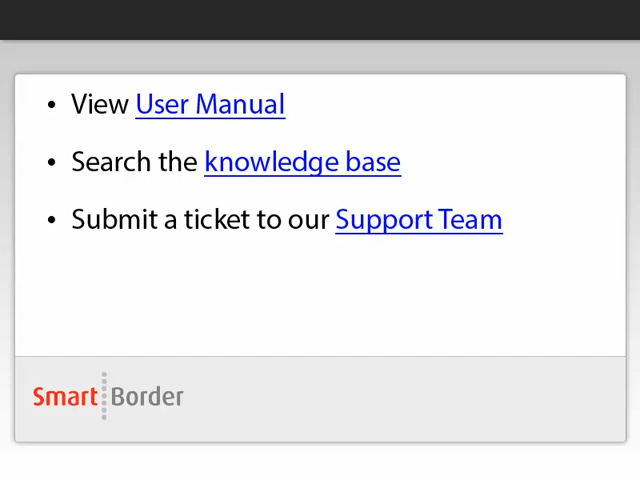 • View User Manual
• Search the knowledge base
• Submit a ticket to our Support Team
Smart Border